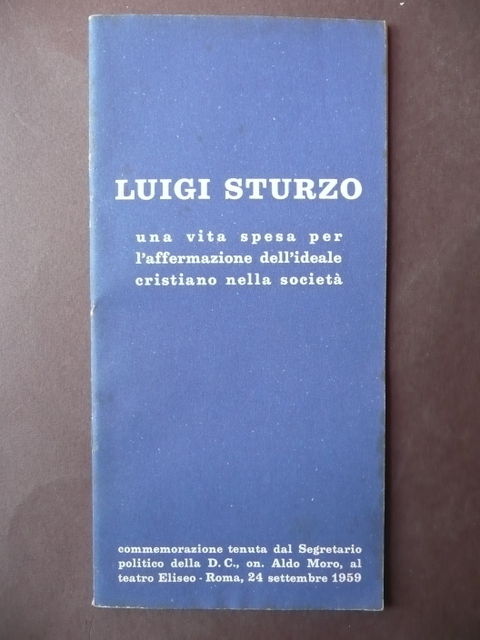 LUIGI STURZO
una vita spesa per
l'affermazione dell'ideale
cristiano nella società
commemorazione tenuta dal Segretario
politico della D. C., on. Aldo Moro, al
teatro Eliseo - Roma, 24 settembre 1959